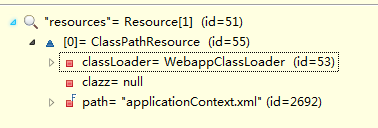 "resources"= Resource[1] (id=51)
[0]= ClassPathResource (id=55)
classLoader= WebappClassLoader (id=53)
clazz= null
F path= "applicationContext.xml" (id=2692)